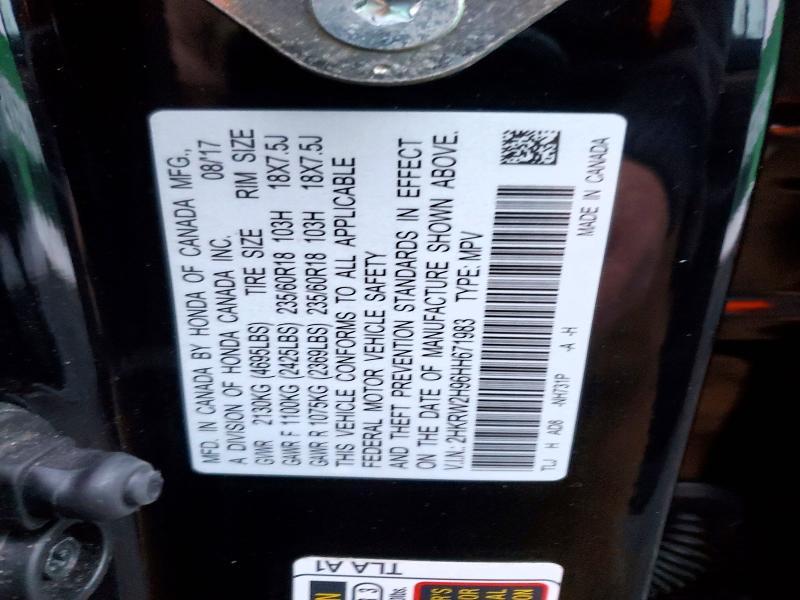 MFD. IN CANADA BY HONDA OF CANADA MFG.,
A DIVISION OF HONDA CANADA INC. 08/17
GVWR 2130KG (4695LBS) TIRE SIZE RIM SIZE
GAWR F 1100KG (2425LBS) 235/60R18 103H 18X7.5J
GAWR R 1075KG (2369LBS) 235/60R18 103H 18X7.5J
THIS VEHICLE CONFORMS TO ALL APPLICABLE
FEDERAL MOTOR VEHICLE SAFETY
AND THEFT PREVENTION STANDARDS IN EFFECT
ON THE DATE OF MANUFACTURE SHOWN ABOVE.
V.I.N.: 2HKRW2H96HH671983 TYPE: MPV
TLJ H AD8 -NH731P -A -H
MADE IN CANADA
TLA A1